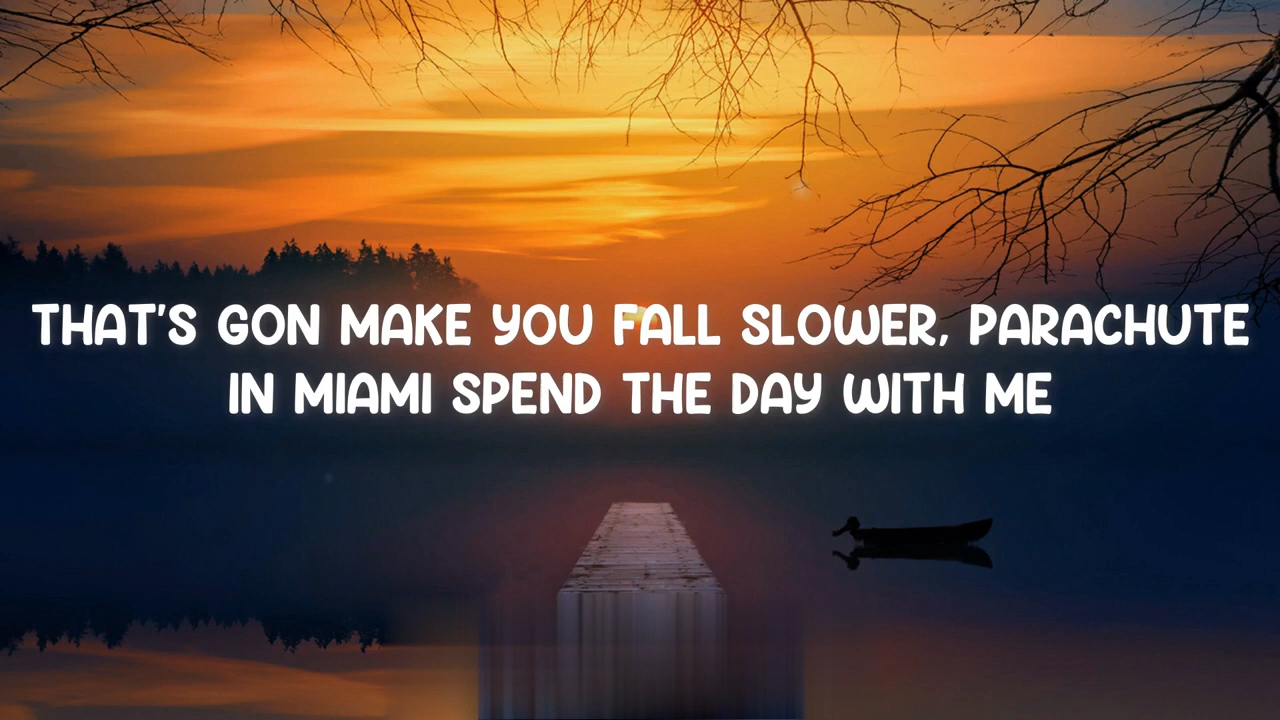 THAT'S GON MAKE YOU FALL SLOWER, PARACHUTE
IN MIAMI SPEND THE DAY WITH ME